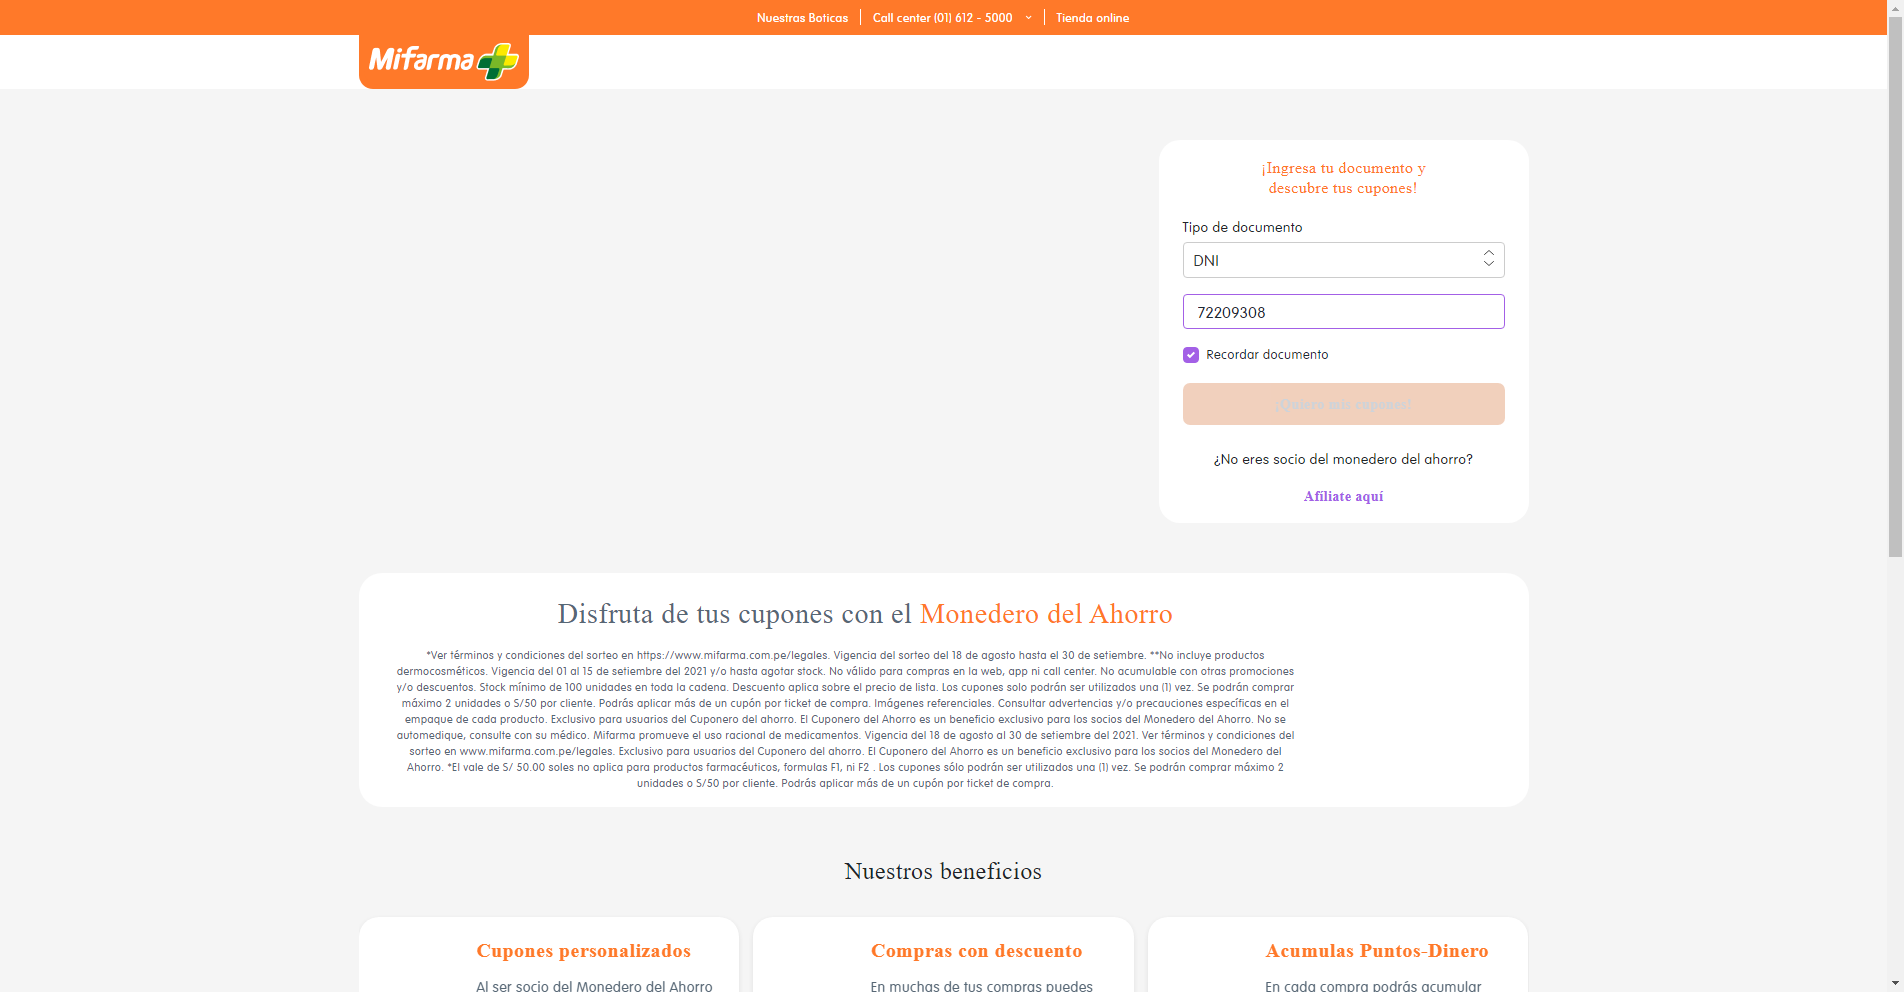 Nuestras Boticas
Call center (01) 612 - 5000
Tienda online
Mifarma
¡Ingresa tu documento y
descubre tus cupones!
Tipo de documento
DNI
72209308
Recordar documento
¡Quiero mis cupones!
¿No eres socio del monedero del ahorro?
Afíliate aquí
Disfruta de tus cupones con el Monedero del Ahorro
*Ver términos y condiciones del sorteo en https://www.mifarma.com.pe/legales. Vigencia del sorteo del 18 de agosto hasta el 30 de setiembre. **No incluye productos
dermocosméticos. Vigencia del 01 al 15 de setiembre del 2021 y/o hasta agotar stock. No válido para compras en la web, app ni call center. No acumulable con otras promociones
y/o descuentos. Stock mínimo de 100 unidades en toda la cadena. Descuento aplica sobre el precio de lista. Los cupones solo podrán ser utilizados una (1) vez. Se podrán comprar
máximo 2 unidades o S/50 por cliente. Podrás aplicar más de un cupón por ticket de compra. Imágenes referenciales. Consultar advertencias y/o precauciones específicas en el
empaque de cada producto. Exclusivo para usuarios del Cuponero del ahorro. El Cuponero del Ahorro es un beneficio exclusivo para los socios del Monedero del Ahorro. No se
automedique, consulte con su médico. Mifarma promueve el uso racional de medicamentos. Vigencia del 18 de agosto al 30 de setiembre del 2021. Ver términos y condiciones del
sorteo en www.mifarma.com.pe/legales. Exclusivo para usuarios del Cuponero del ahorro. El Cuponero del Ahorro es un beneficio exclusivo para los socios del Monedero del
Ahorro. *El vale de S/ 50.00 soles no aplica para productos farmacéuticos, formulas F1, ni F2 . Los cupones sólo podrán ser utilizados una (1) vez. Se podrán comprar máximo 2
unidades o S/50 por cliente. Podrás aplicar más de un cupón por ticket de compra.
Nuestros beneficios
Cupones personalizados
Al ser socio del Monedero del Ahorro
Compras con descuento
En muchas de tus compras puedes
Acumulas Puntos-Dinero
En cada compra podrás acumular